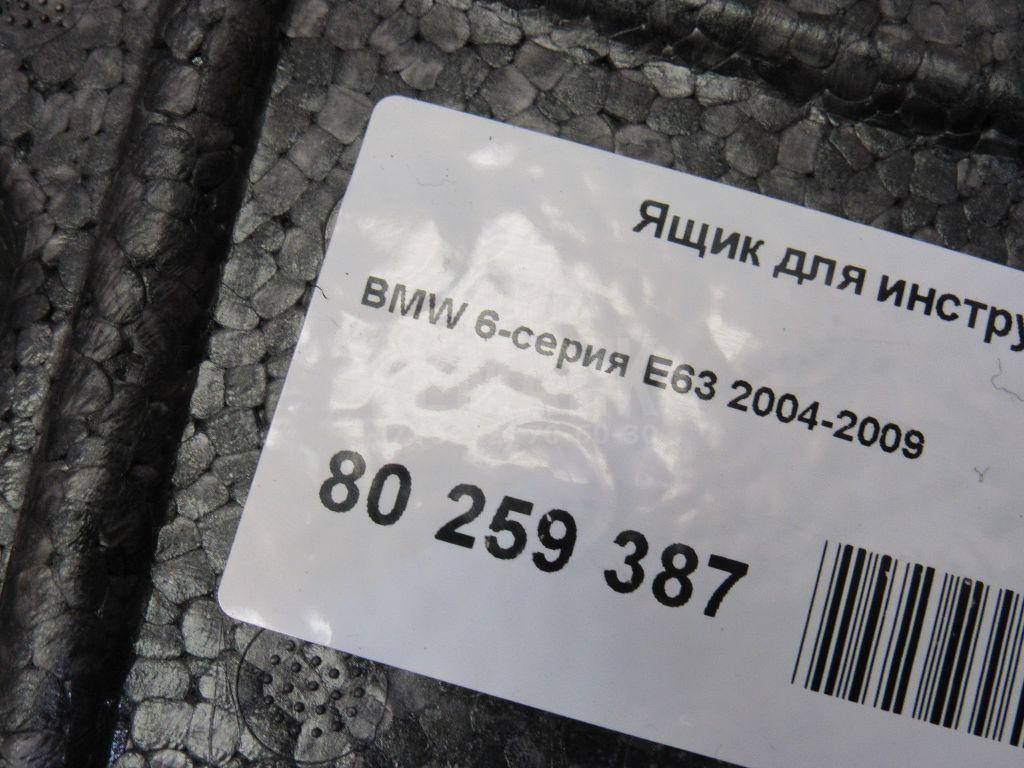 Ящик для инстру
BMW 6-серия E63 2004-2009
80 259 387